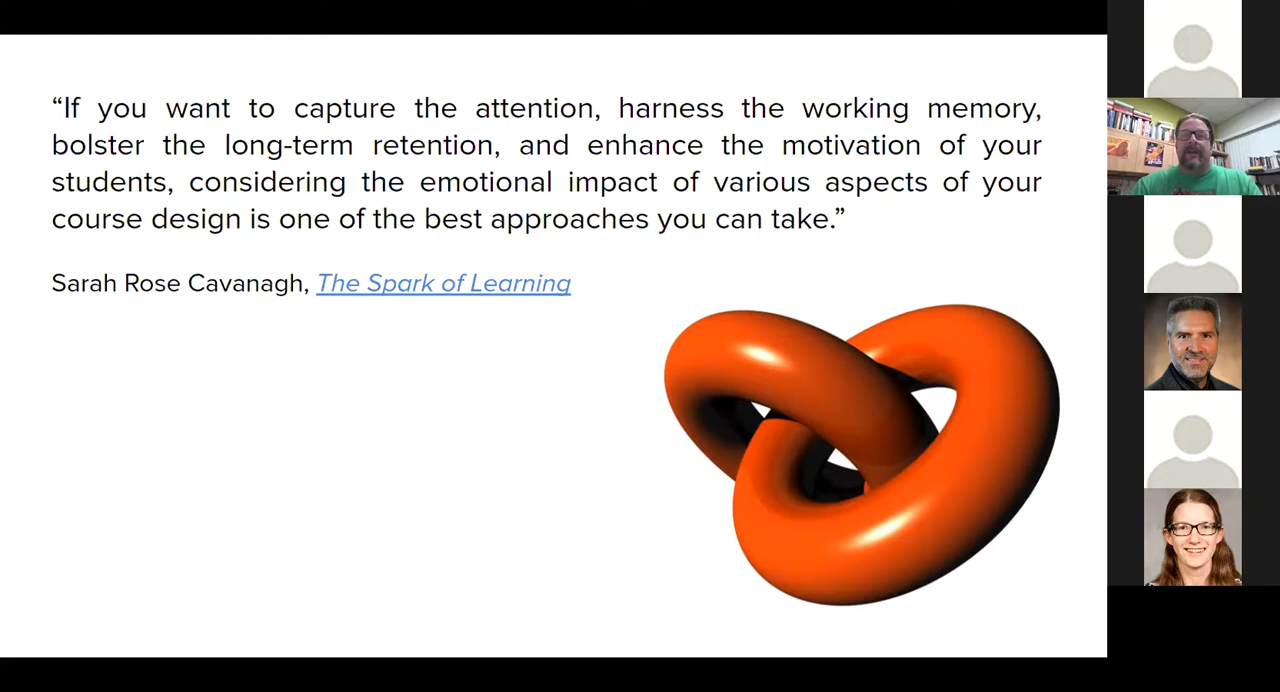 “If you want to capture the attention, harness the working memory,
bolster the long-term retention, and enhance the motivation of your
students, considering the emotional impact of various aspects of your
course design is one of the best approaches you can take.”
Sarah Rose Cavanagh, The Spark of Learning